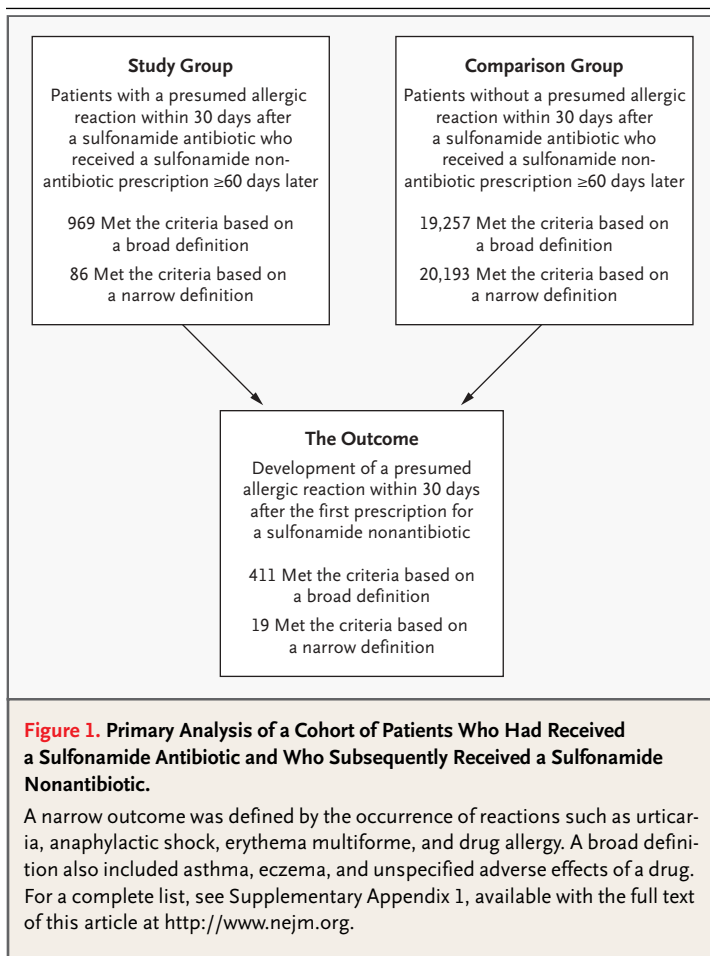 Study Group
Patients with a presumed allergic
reaction within 30 days after
a sulfonamide antibiotic who
received a sulfonamide non-
antibiotic prescription ≥60 days later
969 Met the criteria based on
a broad definition
86 Met the criteria based on
a narrow definition
Comparison Group
Patients without a presumed allergic
reaction within 30 days after
a sulfonamide antibiotic who
received a sulfonamide non-
antibiotic prescription ≥60 days later
19,257 Met the criteria based on
a broad definition
20,193 Met the criteria based on
a narrow definition
The Outcome
Development of a presumed
allergic reaction within 30 days
after the first prescription for
a sulfonamide nonantibiotic
411 Met the criteria based on
a broad definition
19 Met the criteria based on
a narrow definition
Figure 1. Primary Analysis of a Cohort of Patients Who Had Received
a Sulfonamide Antibiotic and Who Subsequently Received a Sulfonamide
Nonantibiotic.
A narrow outcome was defined by the occurrence of reactions such as urticar-
ia, anaphylactic shock, erythema multiforme, and drug allergy. A broad defini-
tion also included asthma, eczema, and unspecified adverse effects of a drug.
For a complete list, see Supplementary Appendix 1, available with the full text
of this article at http://www.nejm.org.